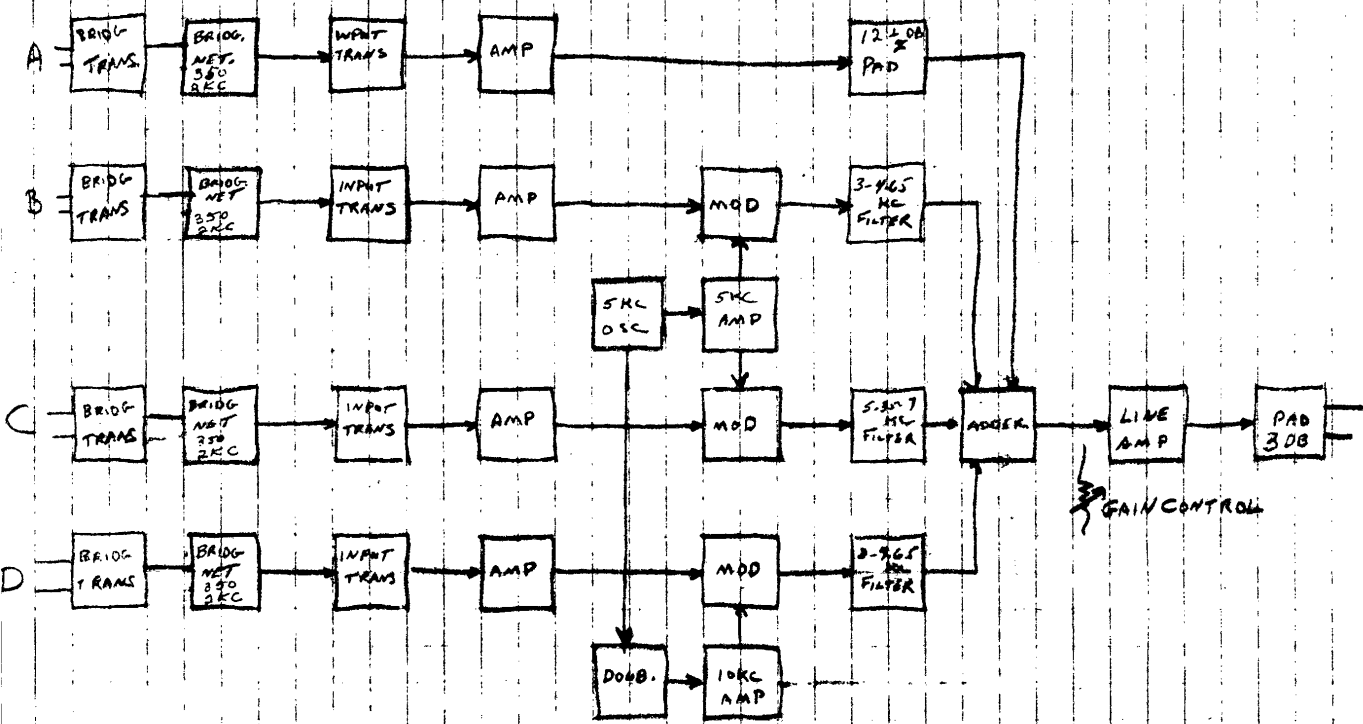 A
BRIDG
TRANS.
BRIDG.
NET.
350
2KC
INPUT
TRANS
AMP
12 ½ DB
PAD
B
BRIDG
TRANS
BRIDG.
NET
350
2KC
INPUT
TRANS
AMP
MOD
3-4.65
KC
FILTER
5KC
OSC
5KC
AMP
C
BRIDG
TRANS
BRIDG
NET
350
2KC
INPUT
TRANS
AMP
MOD
KC
FILTER
ADDER
LINE
AMP
PAD
3 DB
GAIN CONTROL
D
BRIDG
TRANS
BRIDG
NET
350
2KC
INPUT
TRANS
AMP
MOD
FILTER
DOUB.
10KC
AMP